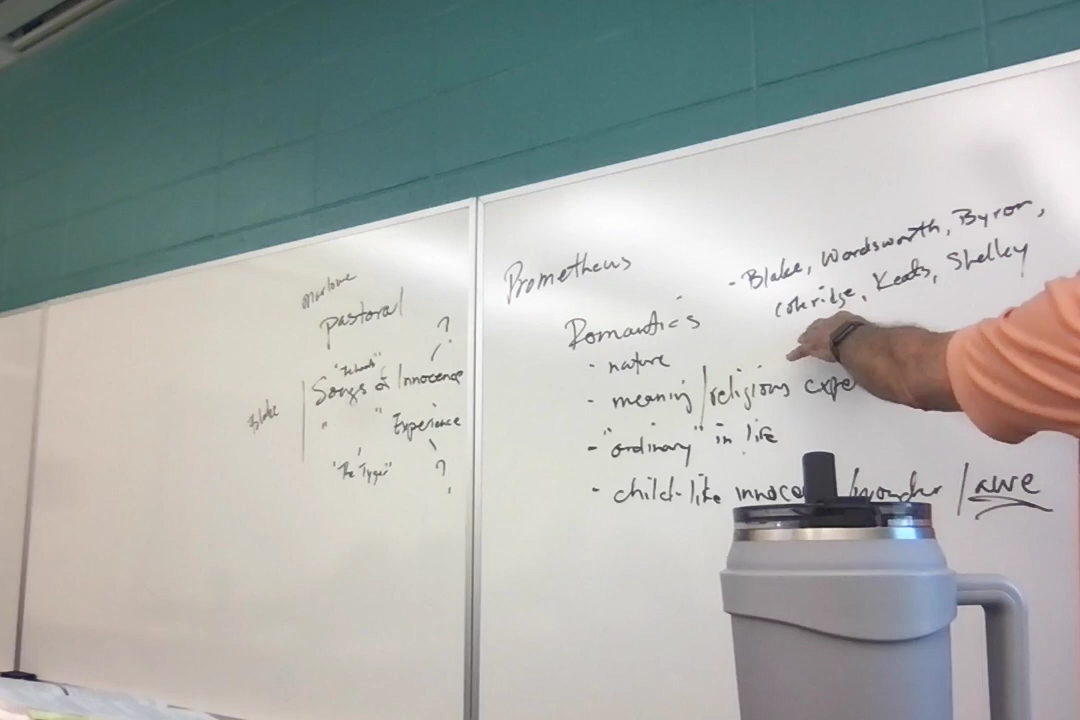 Marlowe
pastoral
?
Songs of Innocence
Blake
" Experience
"The Tyger"
?
Prometheus
Romantics
- Blake, Wordsworth, Byron,
Coleridge, Keats, Shelley
- nature
- meaning/religious expe
- "ordinary" in life
- child-like innoce /wonder /awe